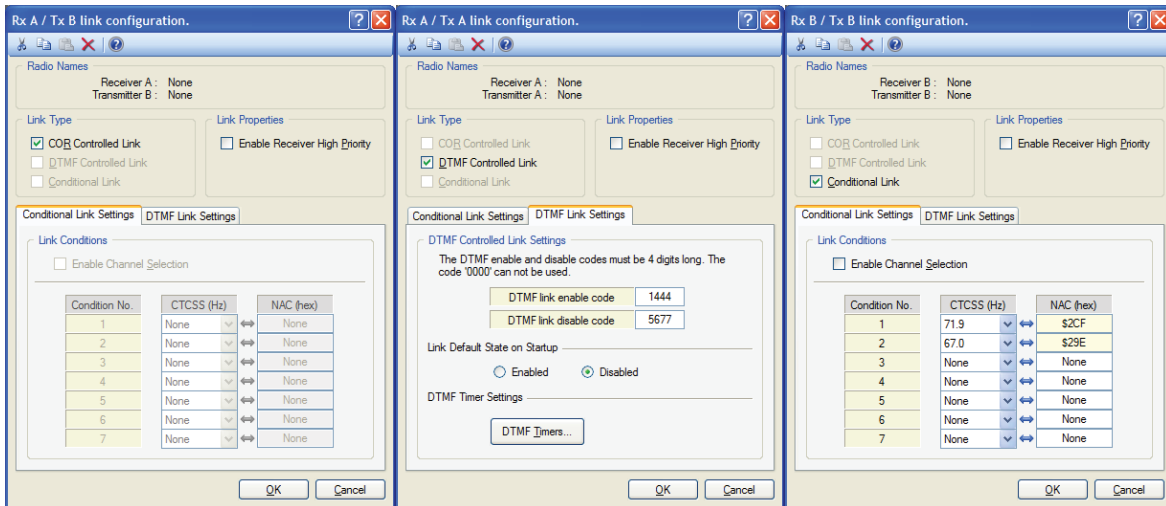 Rx A / Tx B link configuration.
Radio Names
Receiver A : None
Transmitter B : None
Link Type
COR Controlled Link
DTMF Controlled Link
Conditional Link
Link Properties
Enable Receiver High Priority
Conditional Link Settings DTMF Link Settings
Link Conditions
Enable Channel Selection
Condition No. CTCSS (Hz) NAC (hex)
1 None None
2 None None
3 None None
4 None None
5 None None
6 None None
7 None None
OK Cancel
Rx A / Tx A link configuration.
Radio Names
Receiver A : None
Transmitter A : None
Link Type
COR Controlled Link
DTMF Controlled Link
Conditional Link
Link Properties
Enable Receiver High Priority
Conditional Link Settings DTMF Link Settings
DTMF Controlled Link Settings
The DTMF enable and disable codes must be 4 digits long. The
code '0000' can not be used.
DTMF link enable code 1444
DTMF link disable code 5677
Link Default State on Startup
Enabled Disabled
DTMF Timer Settings
DTMF Timers...
OK Cancel
Rx B / Tx B link configuration.
Radio Names
Receiver B : None
Transmitter B : None
Link Type
COR Controlled Link
DTMF Controlled Link
Conditional Link
Link Properties
Enable Receiver High Priority
Conditional Link Settings DTMF Link Settings
Link Conditions
Enable Channel Selection
Condition No. CTCSS (Hz) NAC (hex)
1 71.9 $2CF
2 67.0 $29E
3 None None
4 None None
5 None None
6 None None
7 None None
OK Cancel